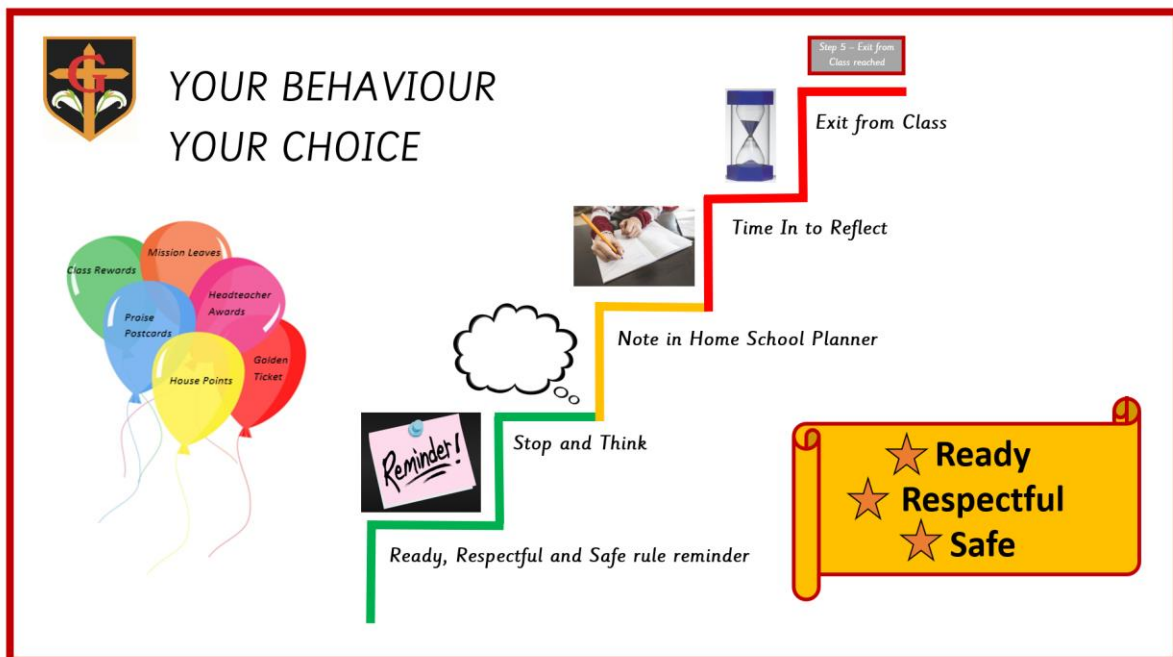 G
YOUR BEHAVIOUR
YOUR CHOICE
Step 5 – Exit from
Class reached
Exit from Class
Time In to Reflect
Note in Home School Planner
Stop and Think
Reminder!
Ready, Respectful and Safe rule reminder
Mission Leaves
Class Rewards
Headteacher
Awards
Praise
Postcards
Golden
Ticket
House Points
Ready
Respectful
Safe